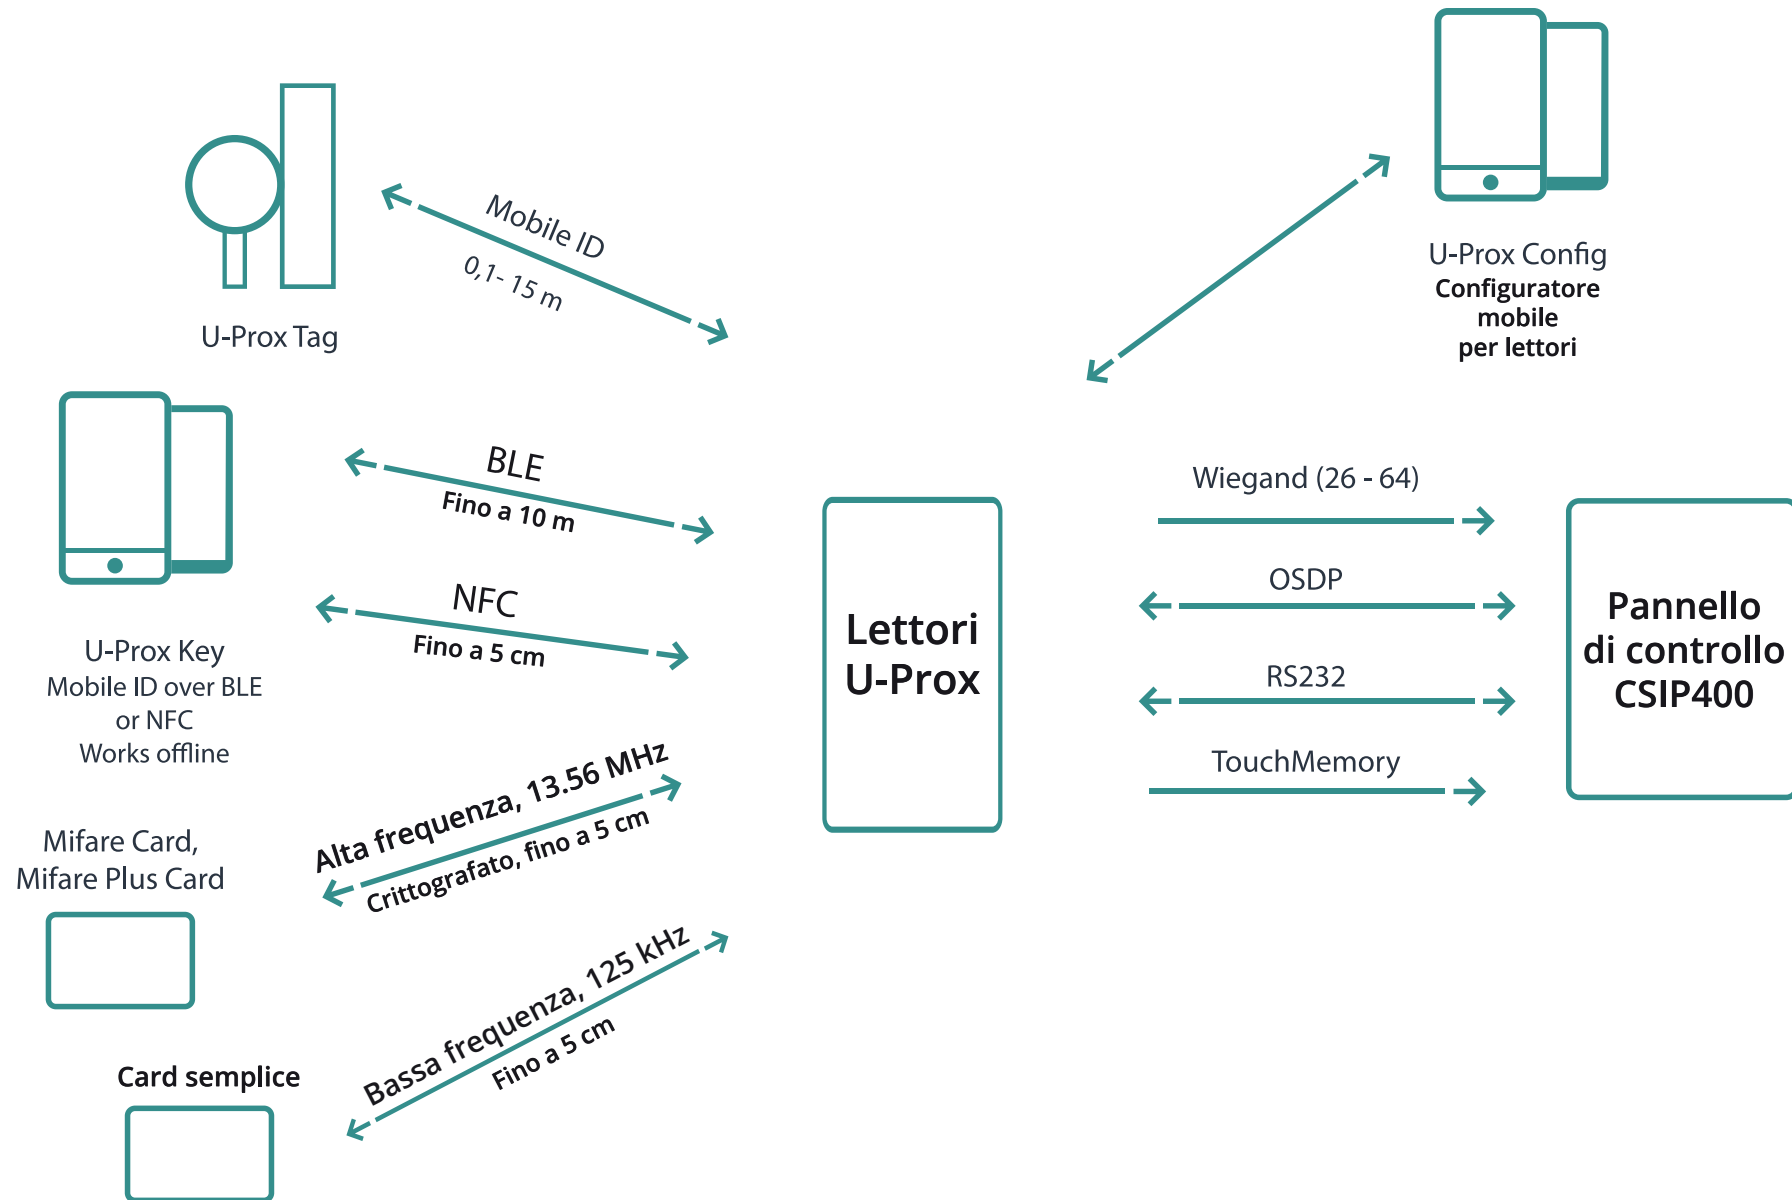 Mobile ID
0,1- 15 m
U-Prox Tag
U-Prox Config
Configuratore
mobile
per lettori
BLE
Fino a 10 m
NFC
Fino a 5 cm
U-Prox Key
Mobile ID over BLE
or NFC
Works offline
Alta frequenza, 13.56 MHz
Crittografato, fino a 5 cm
Mifare Card,
Mifare Plus Card
Bassa frequenza, 125 kHz
Fino a 5 cm
Card semplice
Lettori
U-Prox
Wiegand (26 - 64)
OSDP
RS232
TouchMemory
Pannello
di controllo
CSIP400